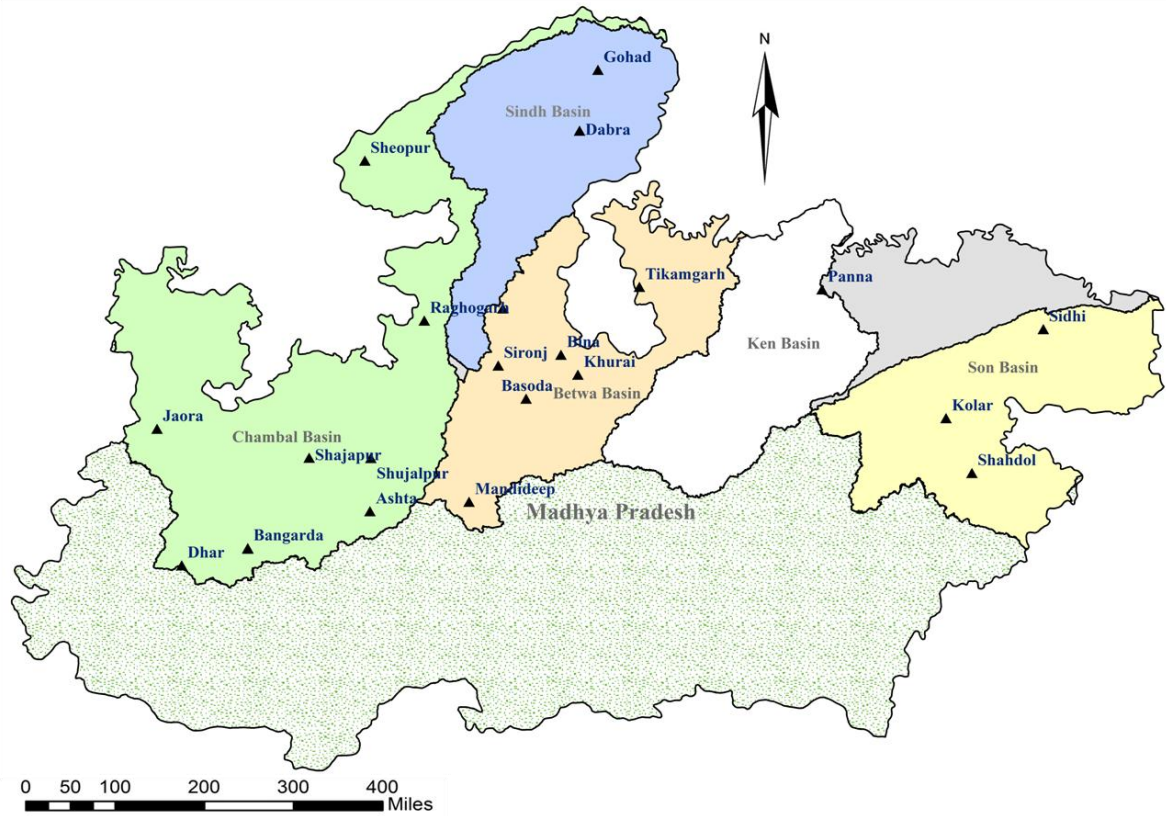 N
Gohad
Sindh Basin
Dabra
Sheopur
Tikamgarh
Panna
Raghogarh
Sidhi
Ken Basin
Bina
Sironj
Khurai
Son Basin
Basoda
Betwa Basin
Kolar
Jaora
Chambal Basin
Shajapur
Shujalpur
Shahdol
Ashta
Mandideep
Madhya Pradesh
Bangarda
Dhar
0 50 100 200 300 400
Miles